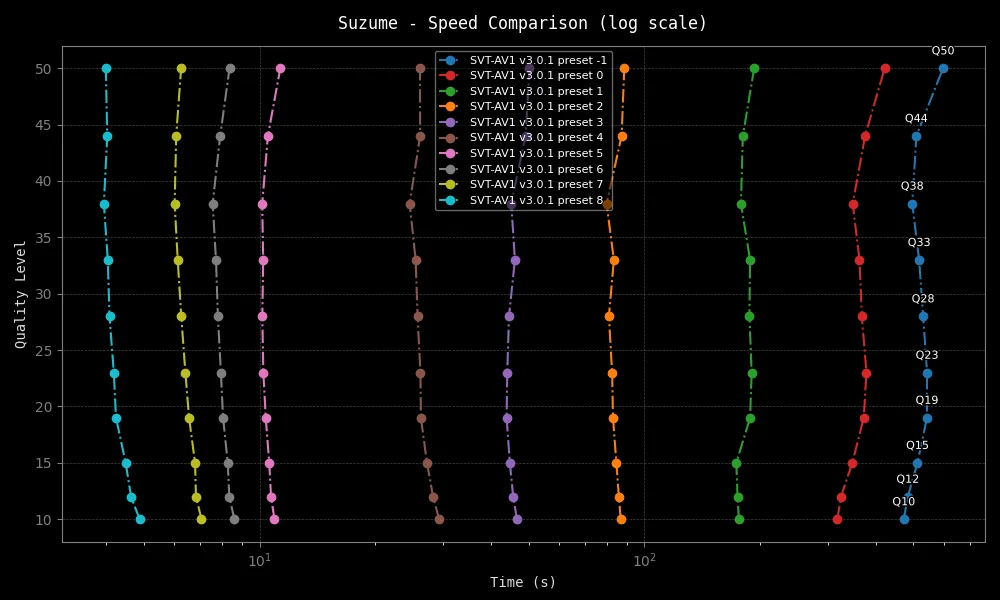 Suzume - Speed Comparison (log scale)
Q50
50
SVT-AV1 v3.0.1 preset -1
SVT-AV1 v3.0.1 preset 0
SVT-AV1 v3.0.1 preset 1
SVT-AV1 v3.0.1 preset 2
SVT-AV1 v3.0.1 preset 3
SVT-AV1 v3.0.1 preset 4
SVT-AV1 v3.0.1 preset 5
SVT-AV1 v3.0.1 preset 6
SVT-AV1 v3.0.1 preset 7
SVT-AV1 v3.0.1 preset 8
45
Q44
40
Q38
35
Q33
30
Q28
25
Q23
20
Q19
15
Q15
Q12
10
Q10
Quality Level
10¹
10²
Time (s)